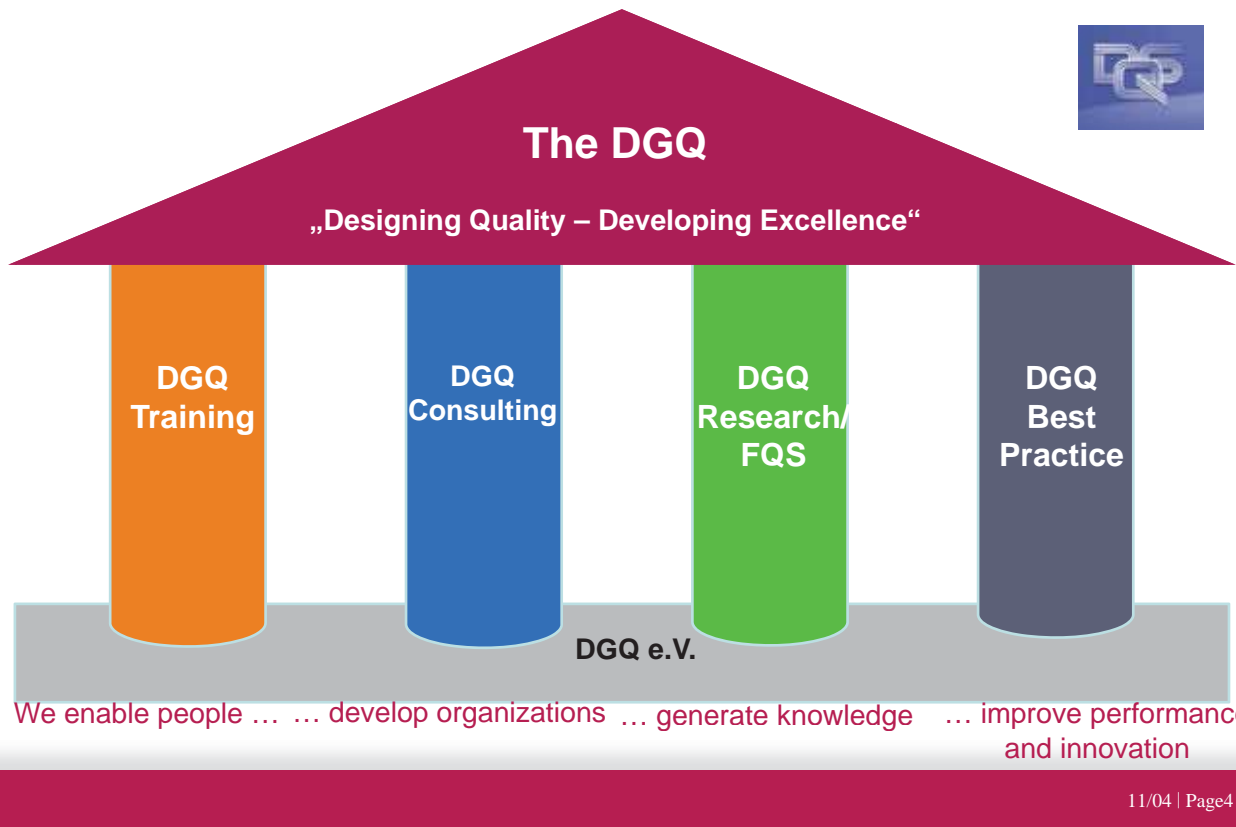 The DGQ
„Designing Quality – Developing Excellence“
DGQ
Training
DGQ
Consulting
DGQ
Research/
FQS
DGQ
Best
Practice
DGQ e.V.
We enable people …
… develop organizations
… generate knowledge
… improve performance
and innovation
11/04 | Page4